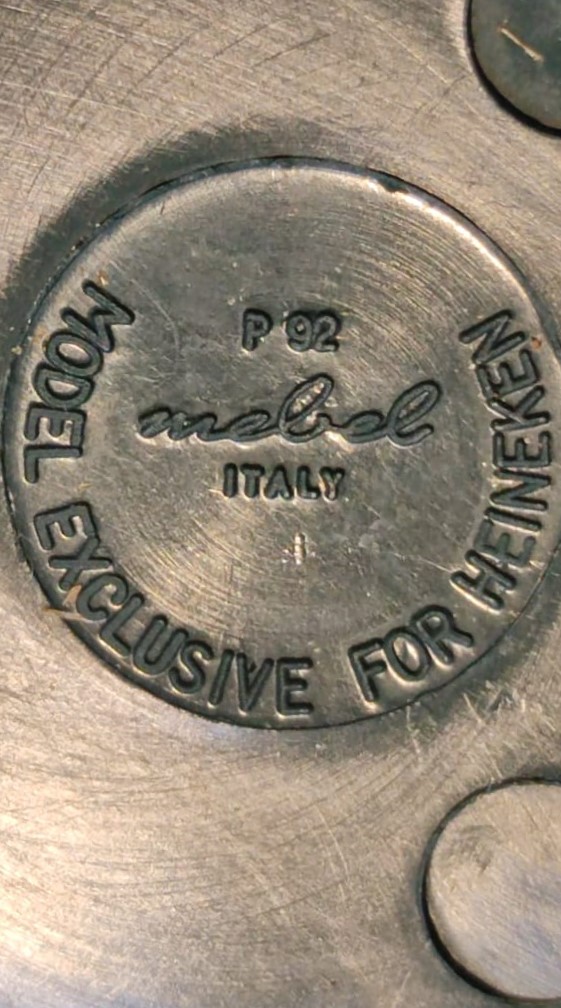 P 92
mebel
ITALY
MODEL EXCLUSIVE FOR HEINEKEN